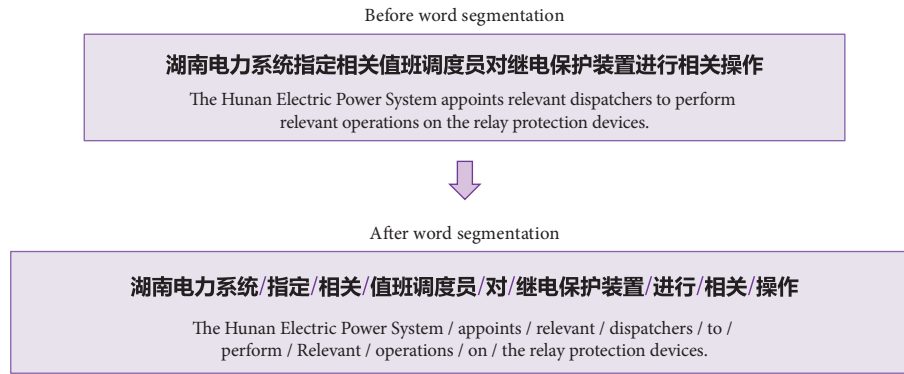 Before word segmentation
湖南电力系统指定相关值班调度员对继电保护装置进行相关操作
The Hunan Electric Power System appoints relevant dispatchers to perform
relevant operations on the relay protection devices.
After word segmentation
湖南电力系统/指定/相关/值班调度员/对/继电保护装置/进行/相关/操作
The Hunan Electric Power System / appoints / relevant / dispatchers / to /
perform / Relevant / operations / on / the relay protection devices.